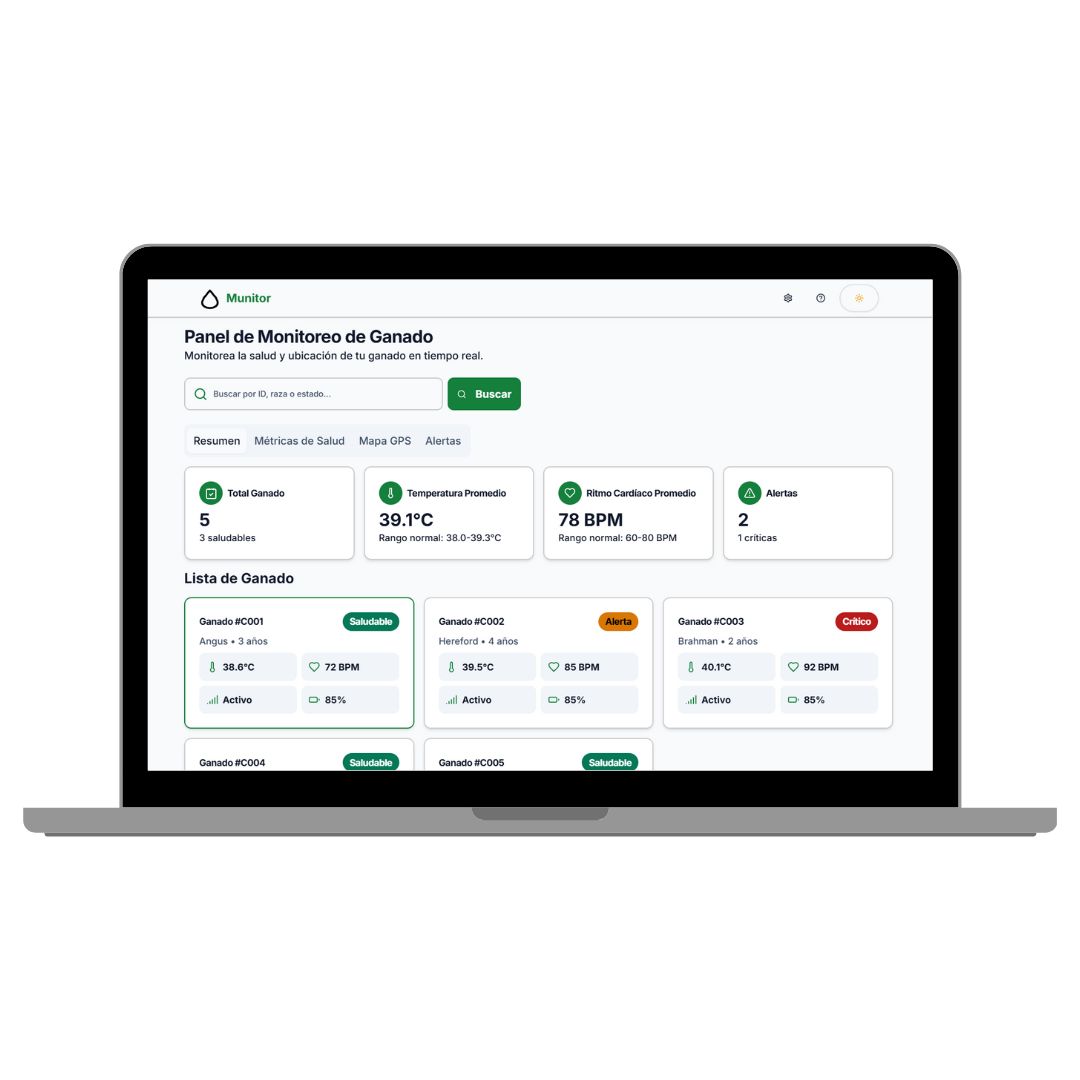 Munitor
Panel de Monitoreo de Ganado
Monitorea la salud y ubicación de tu ganado en tiempo real.
Buscar por ID, raza o estado...
Buscar
Resumen Métricas de Salud Mapa GPS Alertas
Total Ganado
5
3 saludables
Temperatura Promedio
39.1°C
Rango normal: 38.0-39.3°C
Ritmo Cardíaco Promedio
78 BPM
Rango normal: 60-80 BPM
Alertas
2
1 críticas
Lista de Ganado
Ganado #C001 Saludable
Angus • 3 años
38.6°C 72 BPM
Activo 85%
Ganado #C002 Alerta
Hereford • 4 años
39.5°C 85 BPM
Activo 85%
Ganado #C003 Crítico
Brahman • 2 años
40.1°C 92 BPM
Activo 85%
Ganado #C004 Saludable
Ganado #C005 Saludable